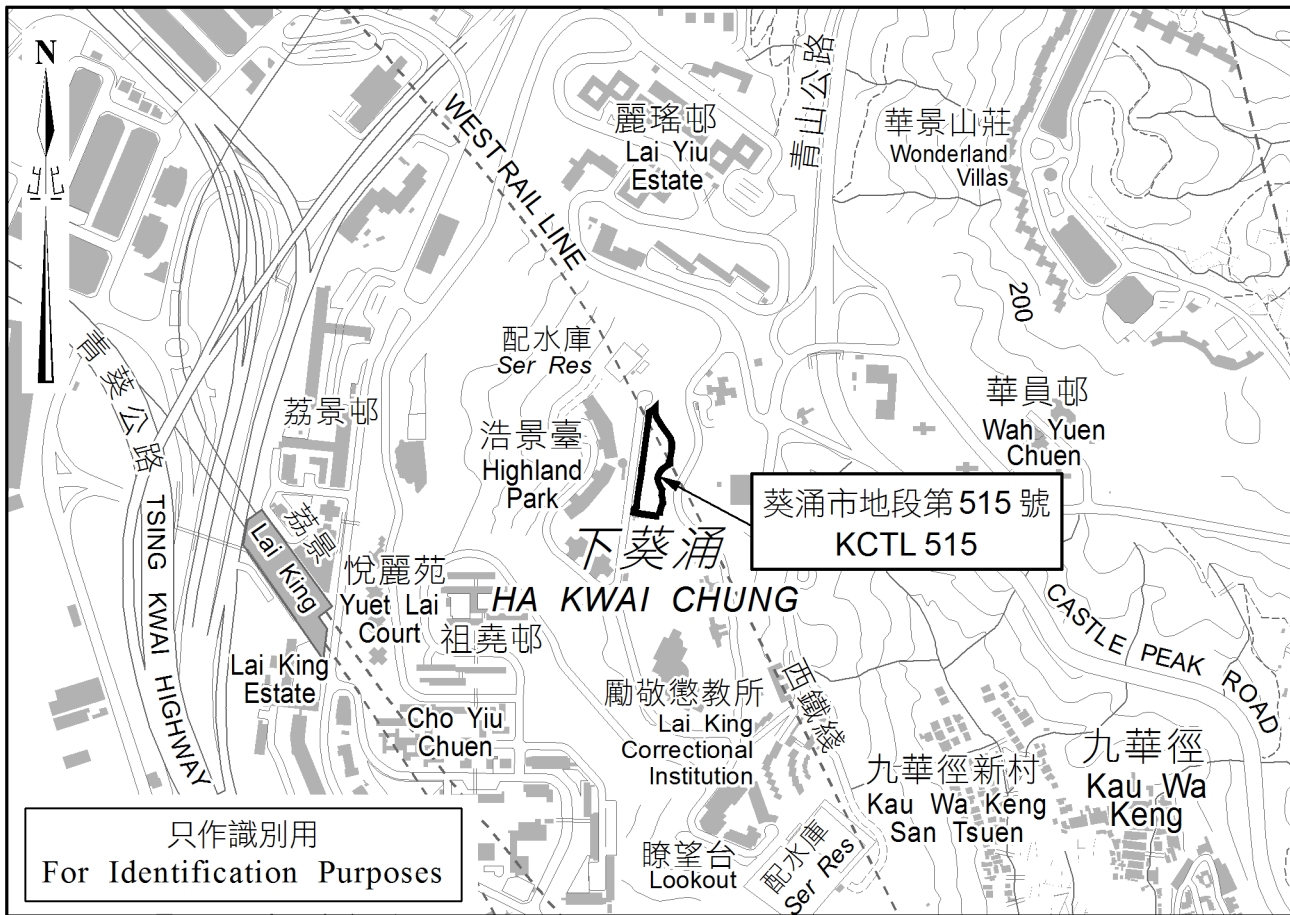 N
WEST RAIL LINE
麗瑤邨
Lai Yiu
Estate
青山公路
華景山莊
Wonderland
Villas
200
配水庫
Ser Res
青葵公路
TSING KWAI HIGHWAY
荔景邨
浩景臺
Highland
Park
華員邨
Wah Yuen
Chuen
葵涌市地段第 515 號
KCTL 515
下葵涌
HA KWAI CHUNG
荔景
Lai King
悅麗苑
Yuet Lai
Court
祖堯邨
Lai King
Estate
Cho Yiu
Chuen
勵敬懲教所
Lai King
Correctional
Institution
西鐵綫
CASTLE PEAK ROAD
九華徑新村
Kau Wa Keng
San Tsuen
九華徑
Kau Wa
Keng
瞭望台
Lookout
配水庫
Ser Res
只作識別用
For Identification Purposes